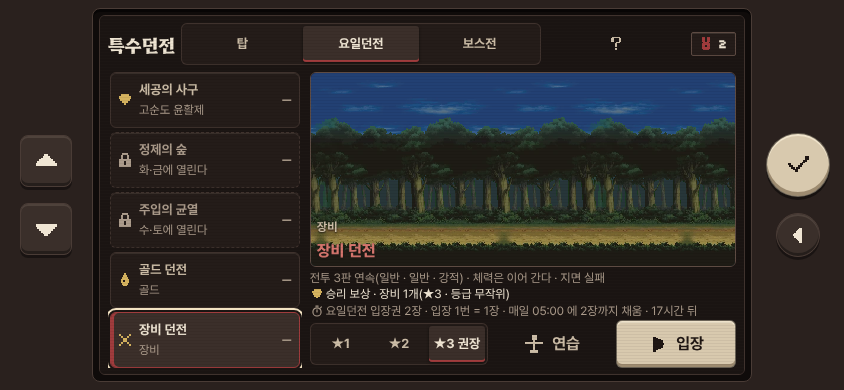 특수던전
탑
요일던전
보스전
?
2
세공의 사구
고순도 윤활제
정제의 숲
화·금에 열린다
주입의 균열
수·토에 열린다
골드 던전
골드
장비 던전
장비
장비
장비 던전
전투 3판 연속(일반 · 일반 · 강적) · 체력은 이어 간다 · 지면 실패
승리 보상 · 장비 1개(★3 · 등급 무작위)
요일던전 입장권 2장 · 입장 1번 = 1장 · 매일 05:00 에 2장까지 채움 · 17시간 뒤
★1
★2
★3 권장
연습
입장